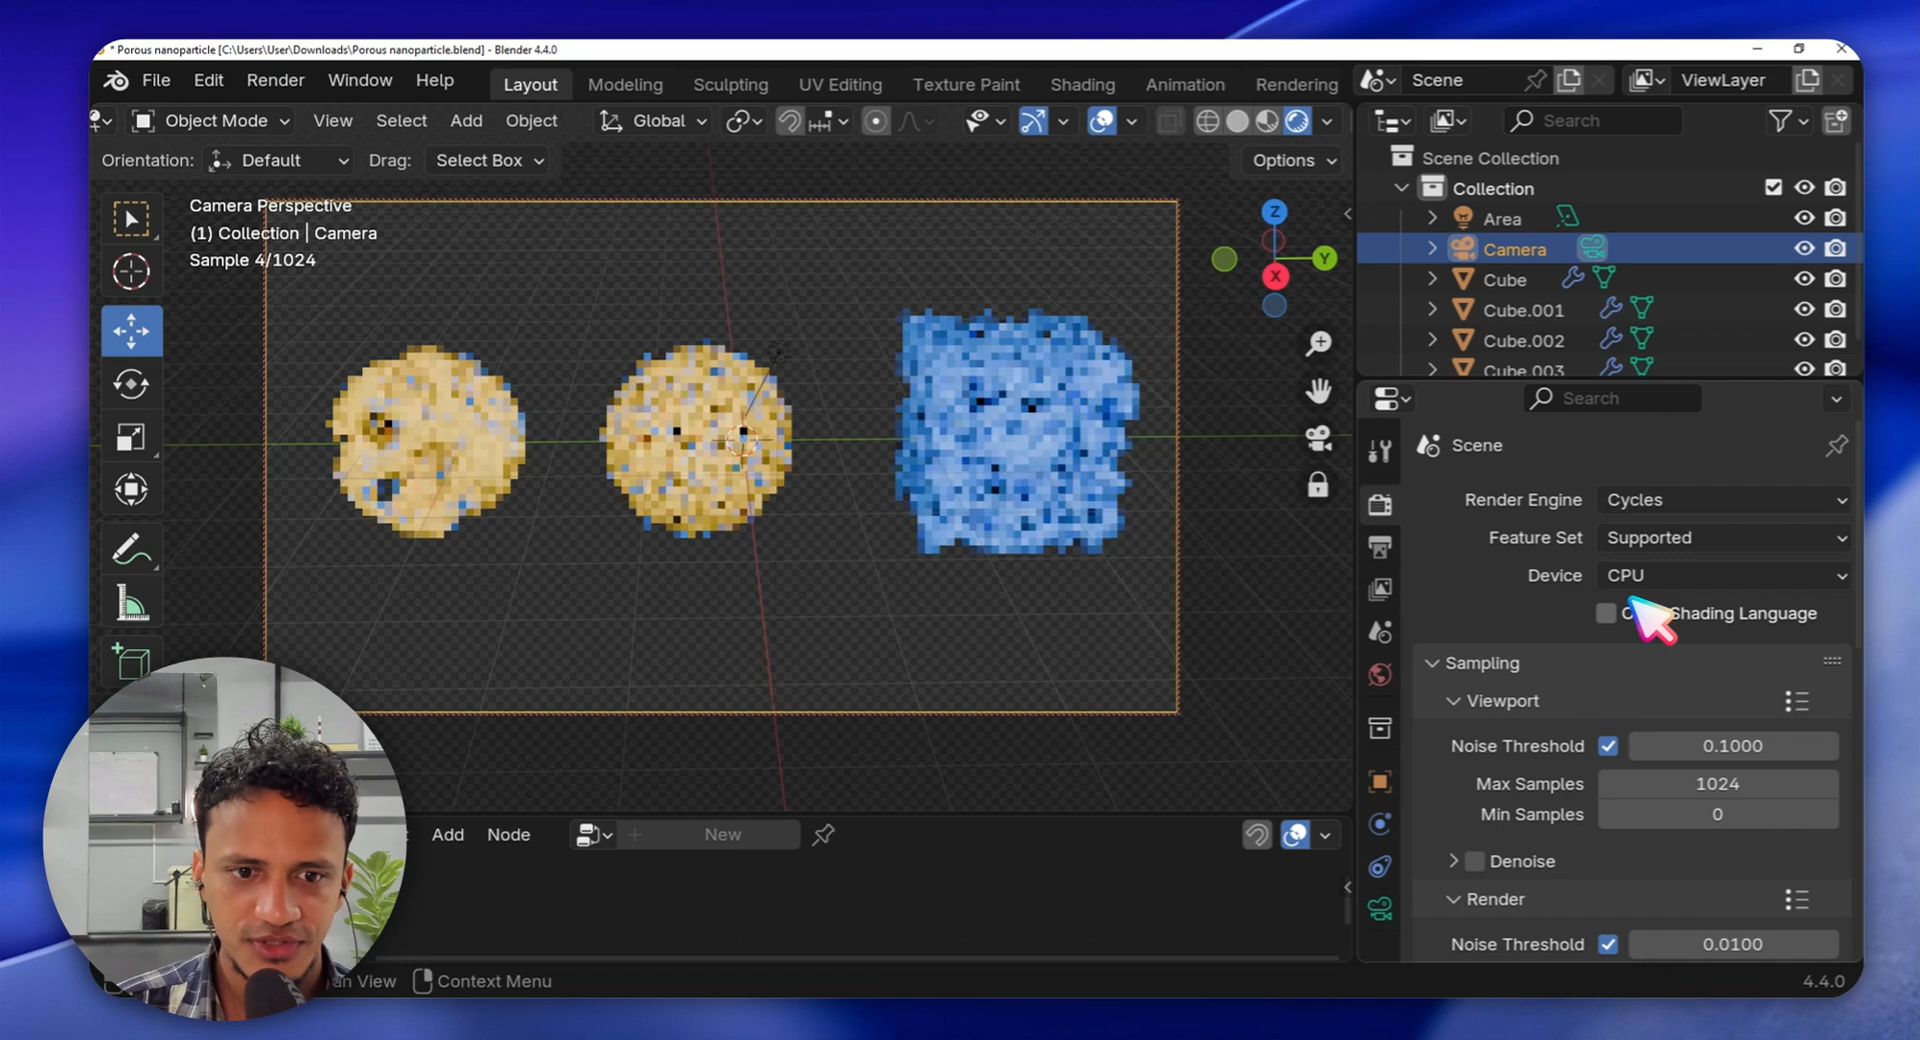 * Porous nanoparticle [C:\Users\User\Downloads\Porous nanoparticle.blend] - Blender 4.4.0
File Edit Render Window Help Layout Modeling Sculpting UV Editing Texture Paint Shading Animation Rendering Scene ViewLayer
Object Mode View Select Add Object Global Search
Orientation: Default Drag: Select Box Options
Camera Perspective
(1) Collection | Camera
Sample 4/1024
Z
Y
X
Scene Collection
Collection
Area
Camera
Cube
Cube.001
Cube.002
Cube.003
Search
Scene
Render Engine Cycles
Feature Set Supported
Device CPU
Shading Language
Sampling
Viewport
Noise Threshold 0.1000
Max Samples 1024
Min Samples 0
Denoise
Render
Noise Threshold 0.0100
Add Node New
View Context Menu
4.4.0